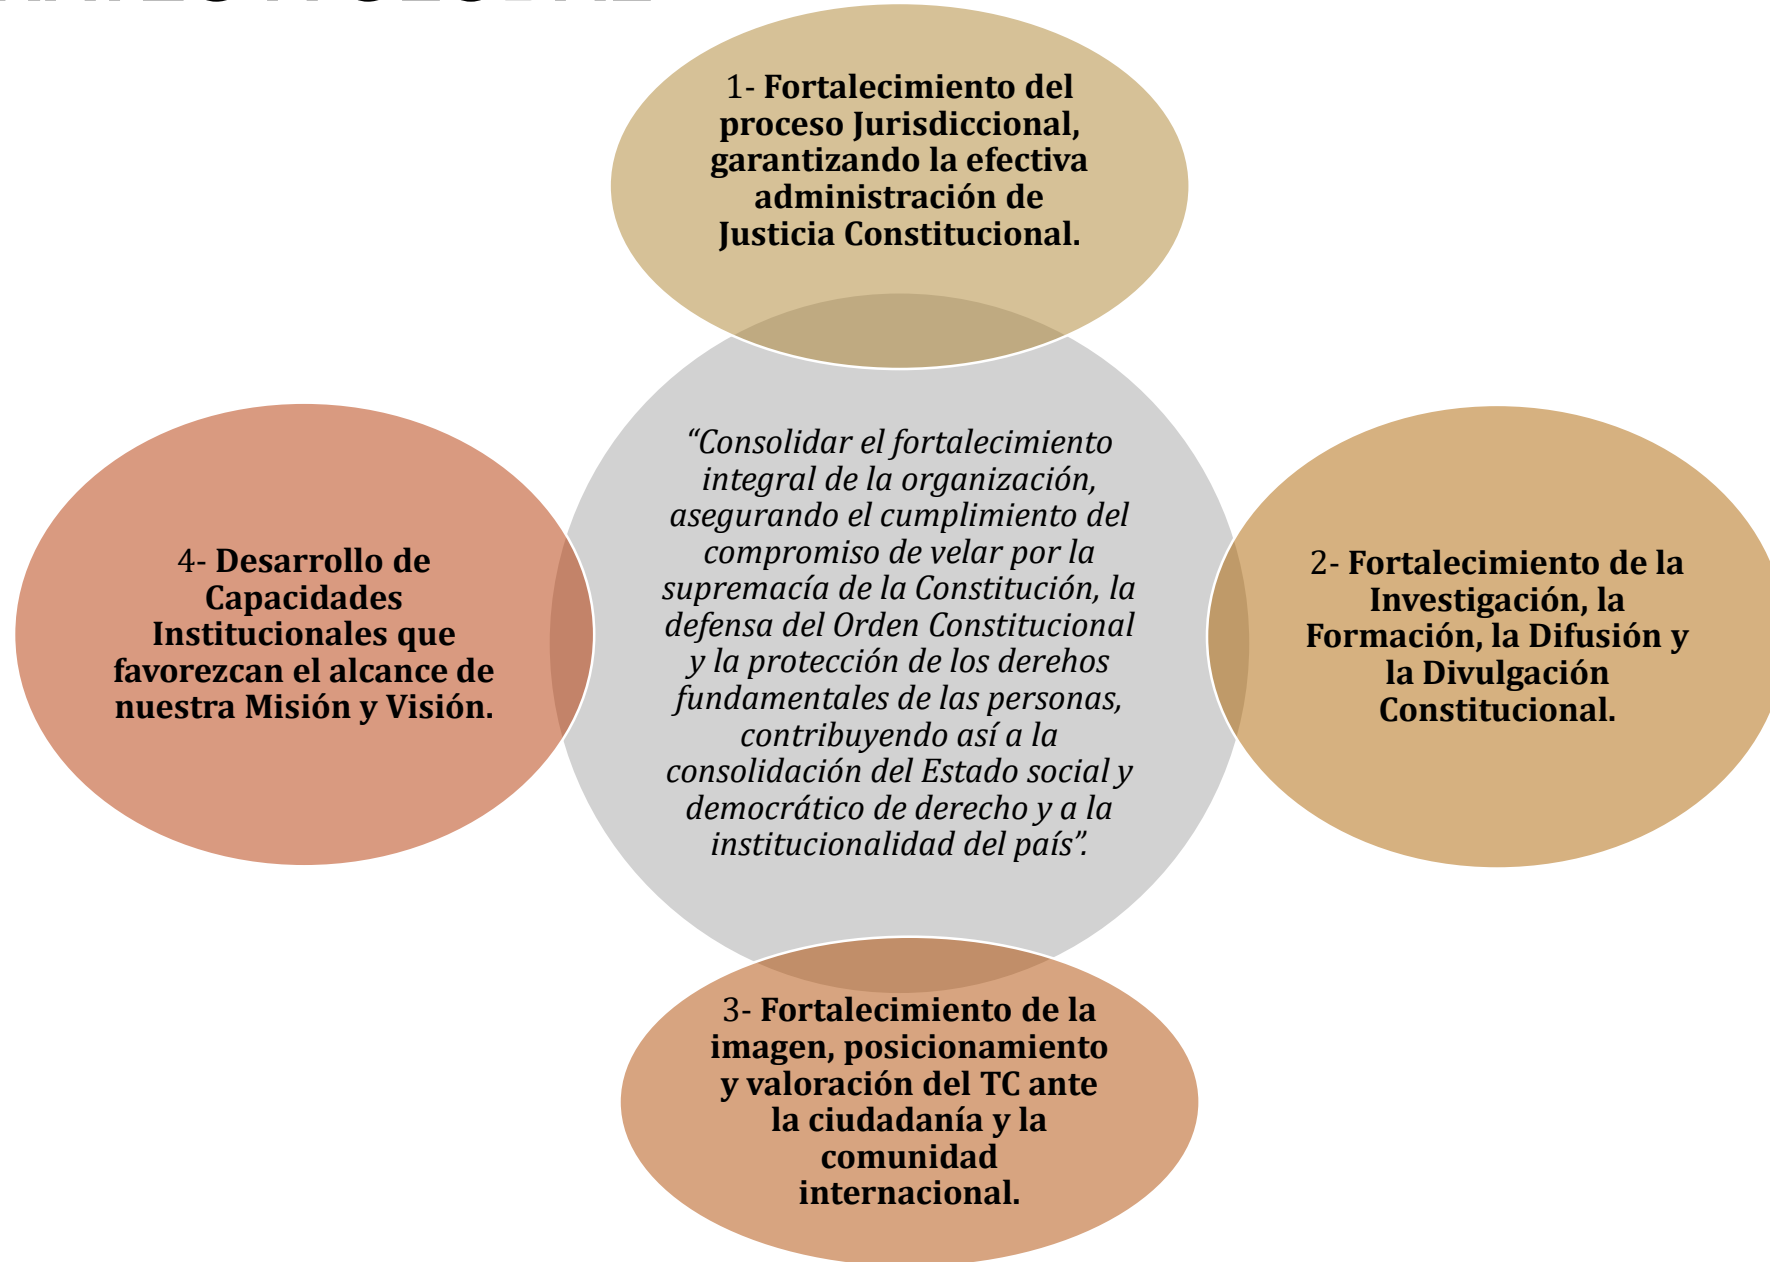 1- Fortalecimiento del
proceso Jurisdiccional,
garantizando la efectiva
administración de
Justicia Constitucional.
“Consolidar el fortalecimiento
integral de la organización,
asegurando el cumplimiento del
compromiso de velar por la
supremacía de la Constitución, la
defensa del Orden Constitucional
y la protección de los derehos
fundamentales de las personas,
contribuyendo así a la
consolidación del Estado social y
democrático de derecho y a la
institucionalidad del país”.
2- Fortalecimiento de la
Investigación, la
Formación, la Difusión y
la Divulgación
Constitucional.
3- Fortalecimiento de la
imagen, posicionamiento
y valoración del TC ante
la ciudadanía y la
comunidad
internacional.
4- Desarrollo de
Capacidades
Institucionales que
favorezcan el alcance de
nuestra Misión y Visión.